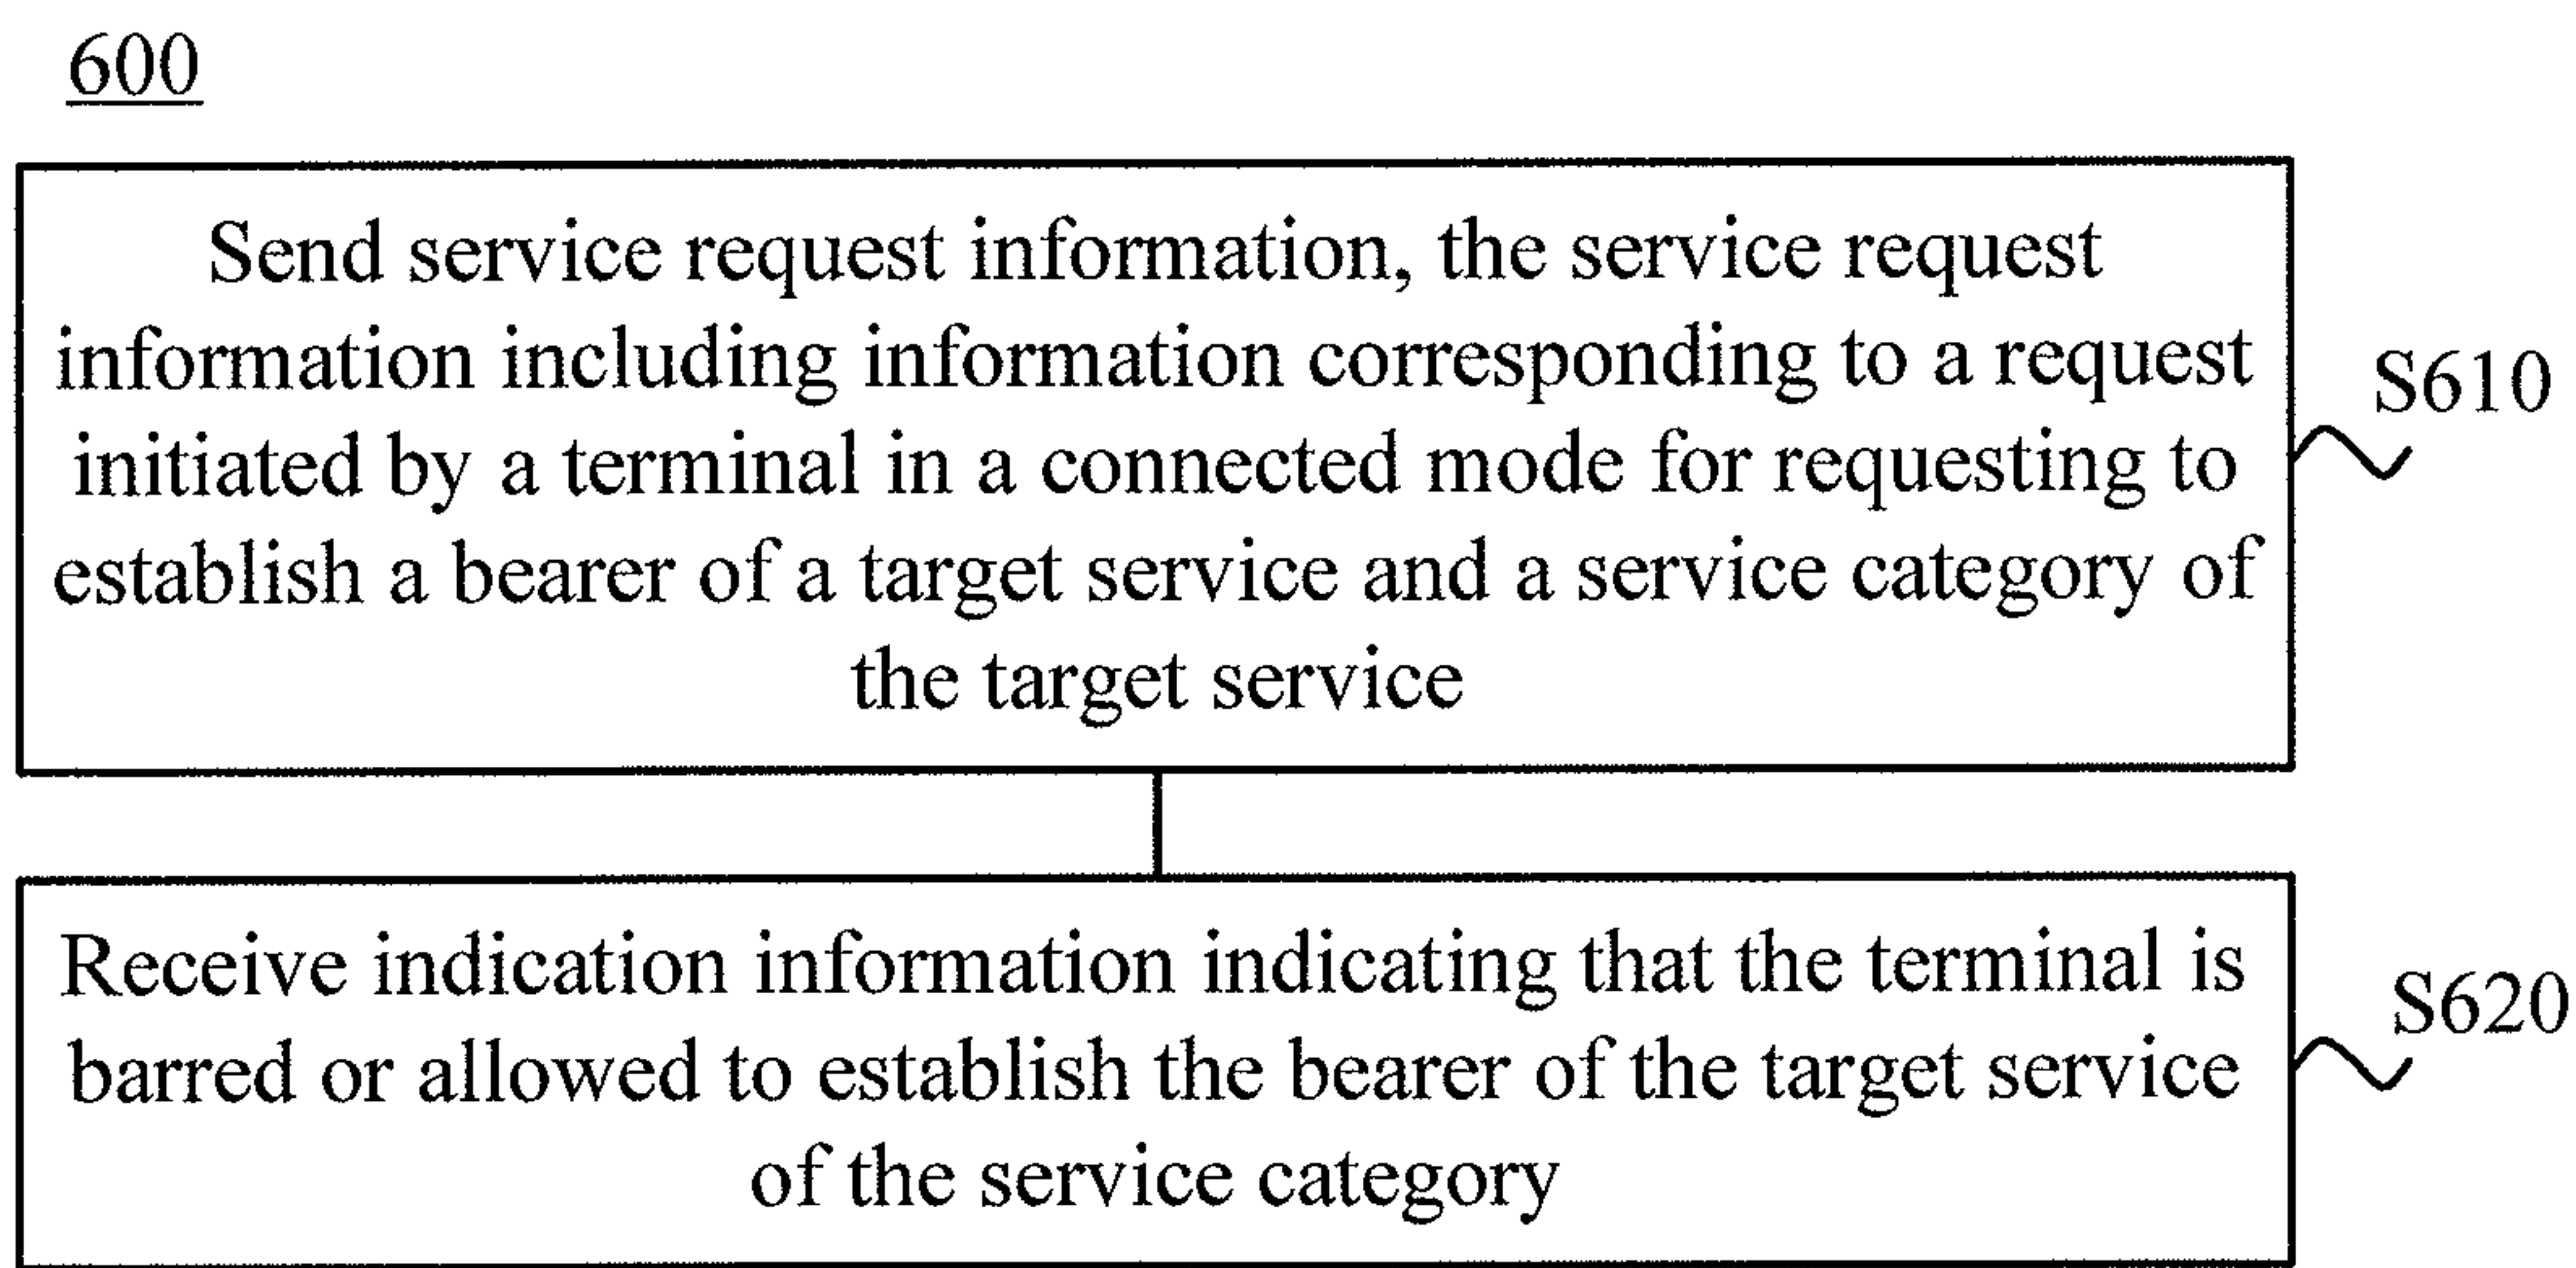 600
Send service request information, the service request
information including information corresponding to a request
initiated by a terminal in a connected mode for requesting to
establish a bearer of a target service and a service category of
the target service
S610
Receive indication information indicating that the terminal is
barred or allowed to establish the bearer of the target service
of the service category
S620